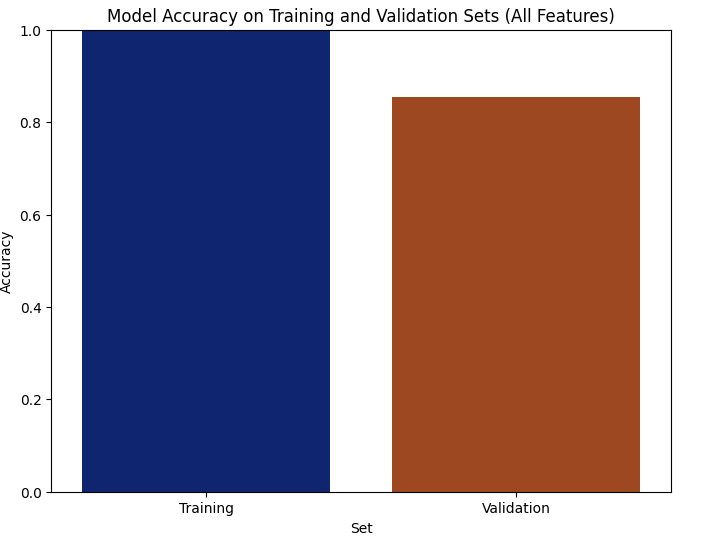 Model Accuracy on Training and Validation Sets (All Features)
1.0
0.8
0.6
0.4
0.2
0.0
Accuracy
Training Validation
Set